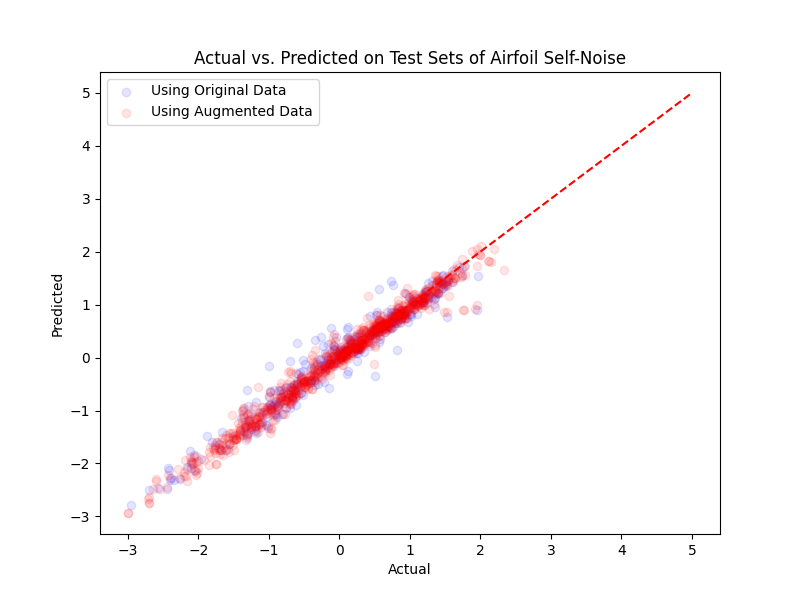 Actual vs. Predicted on Test Sets of Airfoil Self-Noise
Using Original Data
Using Augmented Data
5
4
3
2
1
0
−1
−2
−3
Predicted
−3 −2 −1 0 1 2 3 4 5
Actual